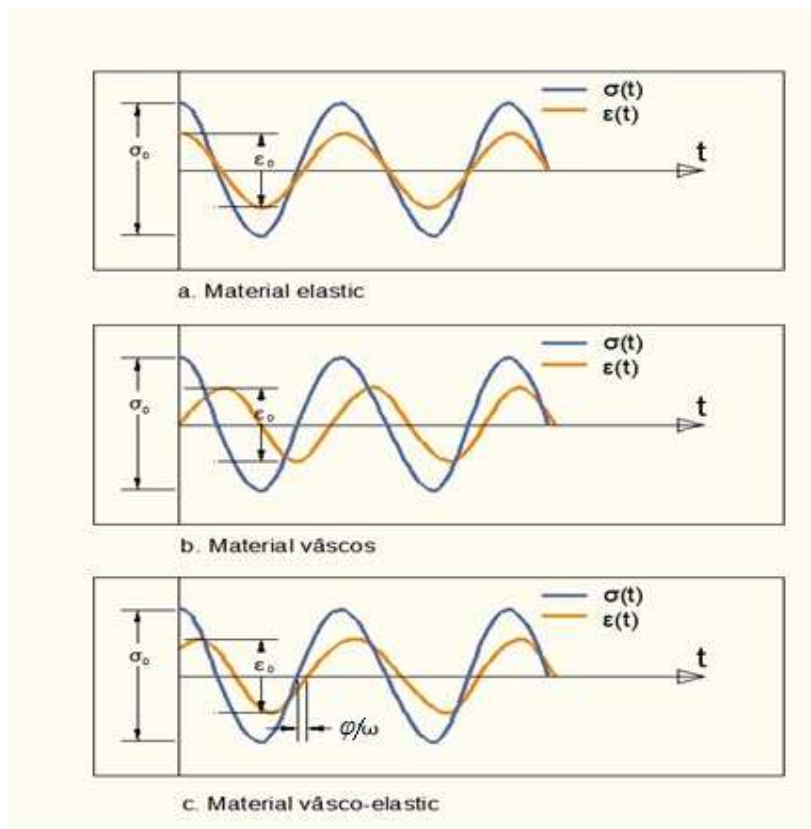 σ(t)
ε(t)
t
σ₀
ε₀
a. Material elastic
σ(t)
ε(t)
t
σ₀
ε₀
b. Material vâscos
σ(t)
ε(t)
t
σ₀
ε₀
φ/ω
c. Material vâsco-elastic